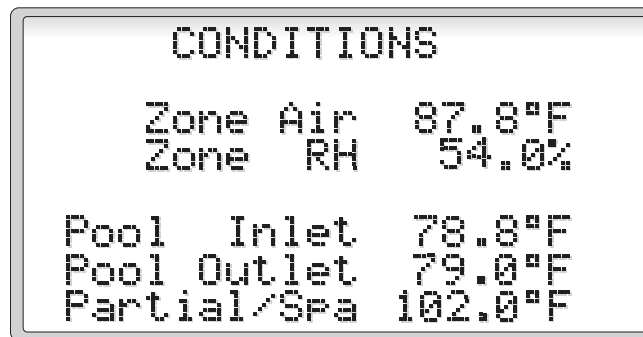 CONDITIONS
Zone Air 87.8°F
Zone RH 54.0%
Pool Inlet 78.8°F
Pool Outlet 79.0°F
Partial/Spa 102.0°F